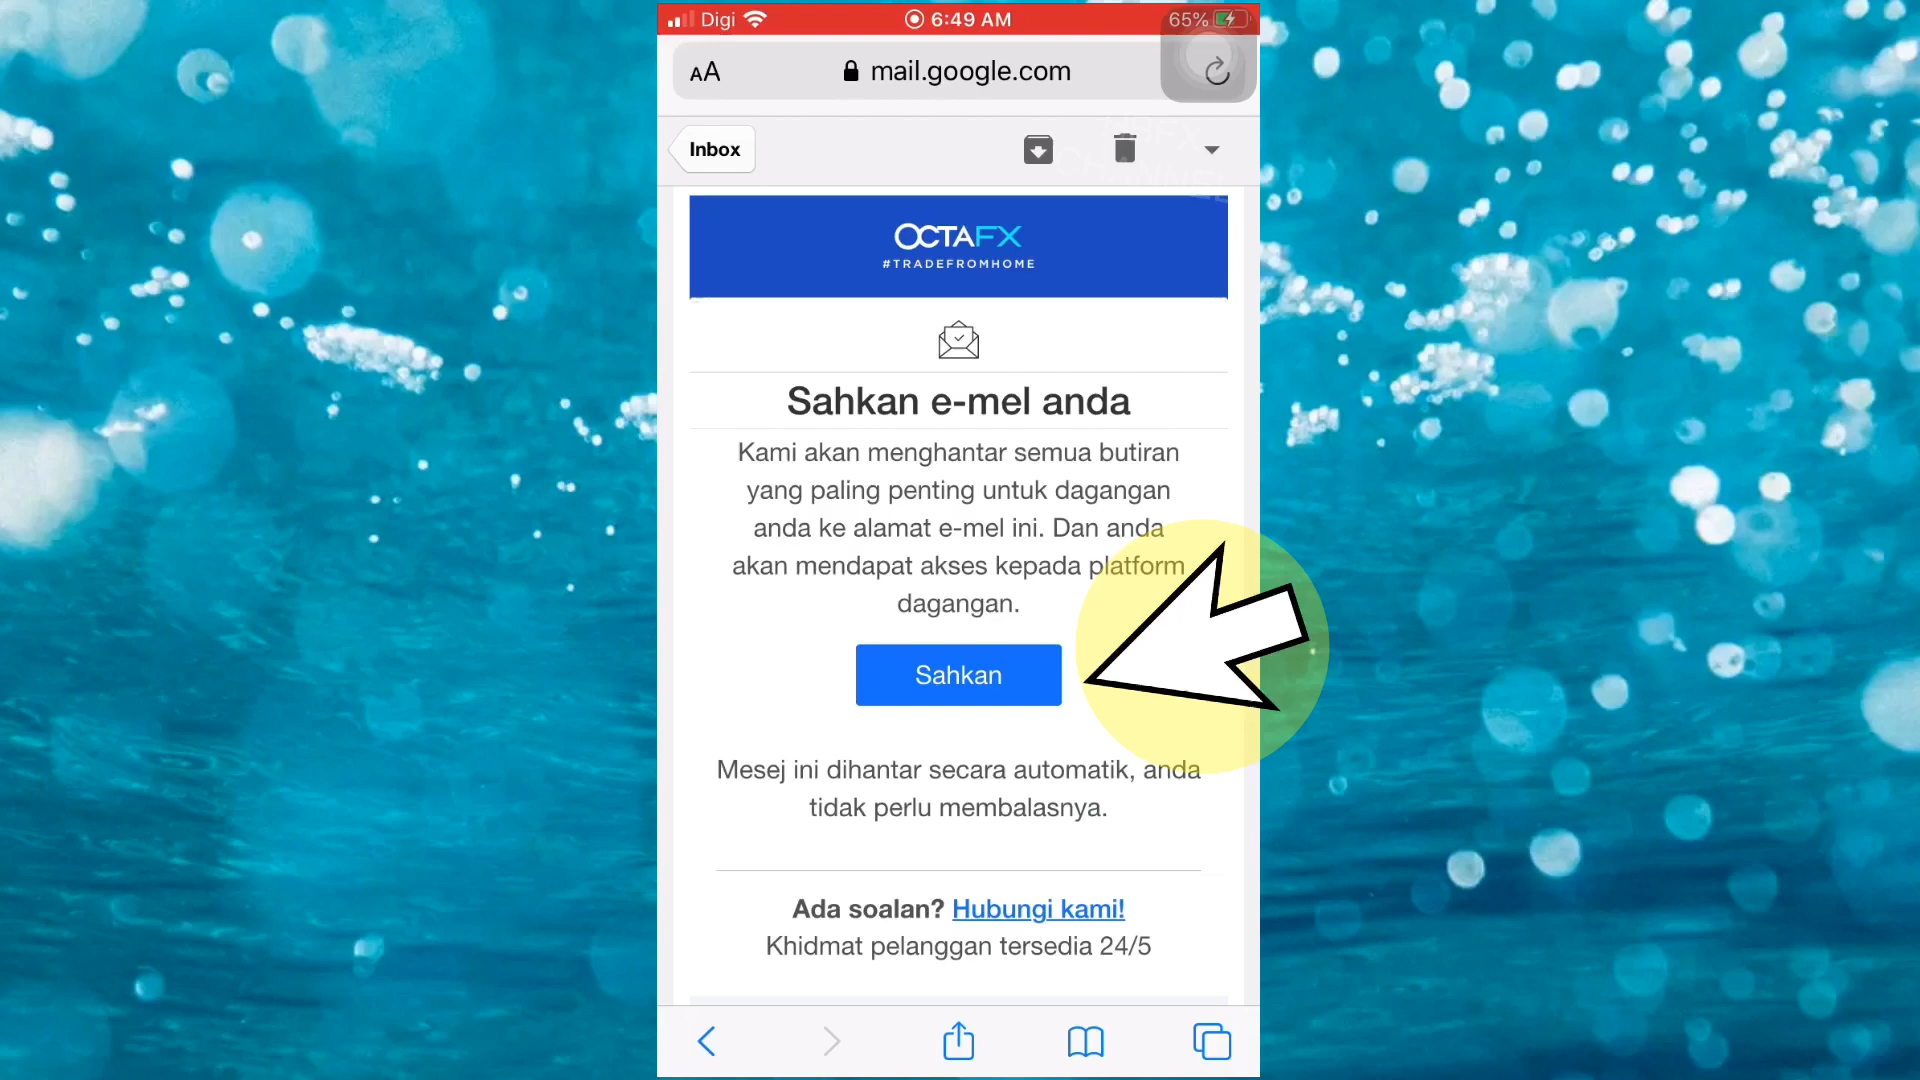 Digi 6:49 AM 65%
AA mail.google.com
Inbox
HBFX
CHANNEL
OCTAFX
#TRADEFROMHOME
Sahkan e-mel anda
Kami akan menghantar semua butiran
yang paling penting untuk dagangan
anda ke alamat e-mel ini. Dan anda
akan mendapat akses kepada platform
dagangan.
Sahkan
Mesej ini dihantar secara automatik, anda
tidak perlu membalasnya.
Ada soalan? Hubungi kami!
Khidmat pelanggan tersedia 24/5